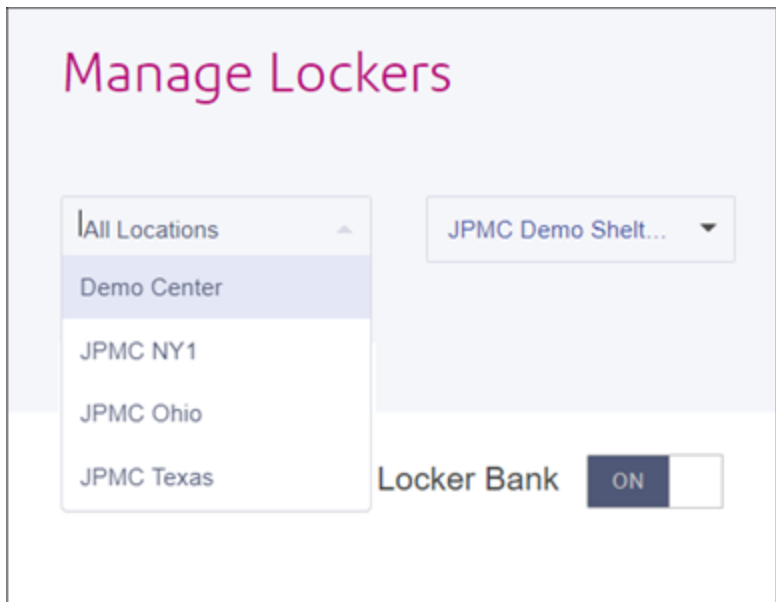 Manage Lockers
All Locations
JPMC Demo Shelt...
Demo Center
JPMC NY1
JPMC Ohio
JPMC Texas
Locker Bank
ON